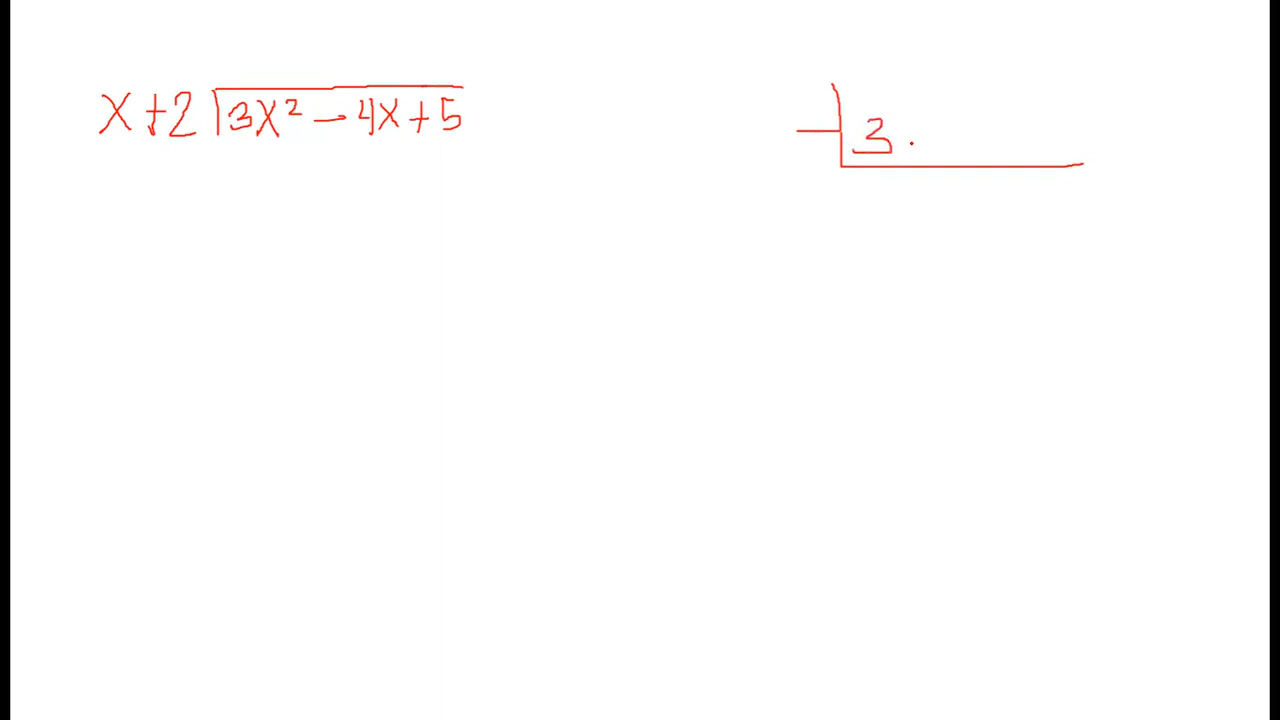 x + 2 3x² - 4x + 5
3